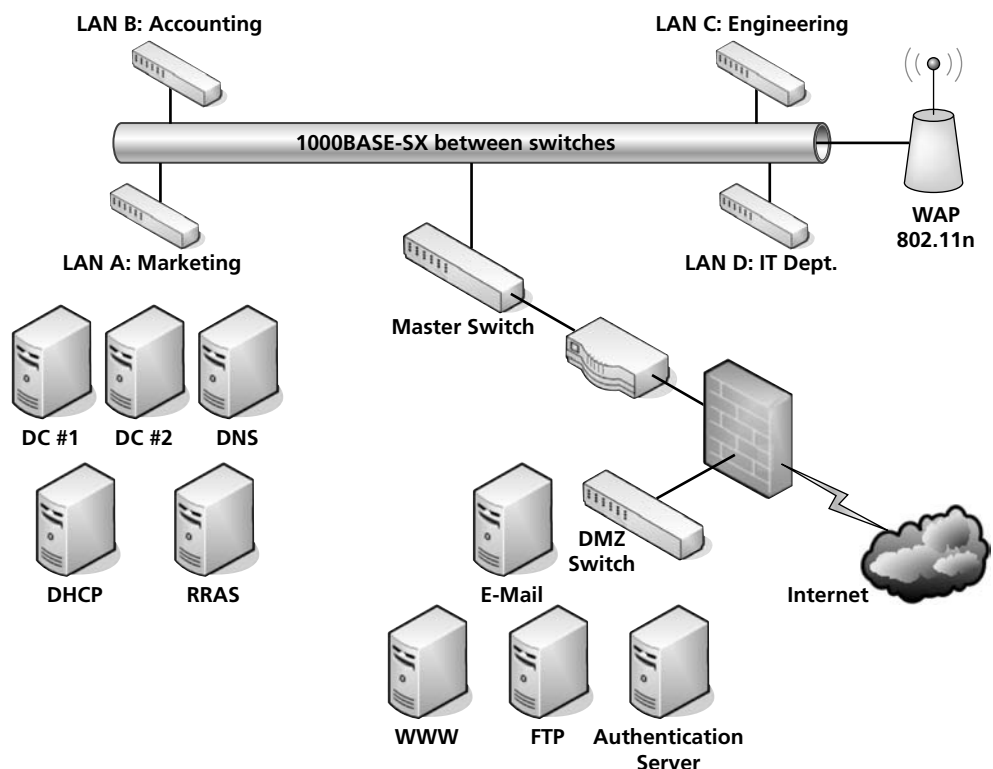 LAN B: Accounting
LAN C: Engineering
1000BASE-SX between switches
WAP
802.11n
LAN A: Marketing
LAN D: IT Dept.
Master Switch
DC #1
DC #2
DNS
DMZ
Switch
DHCP
RRAS
E-Mail
Internet
WWW
FTP
Authentication
Server